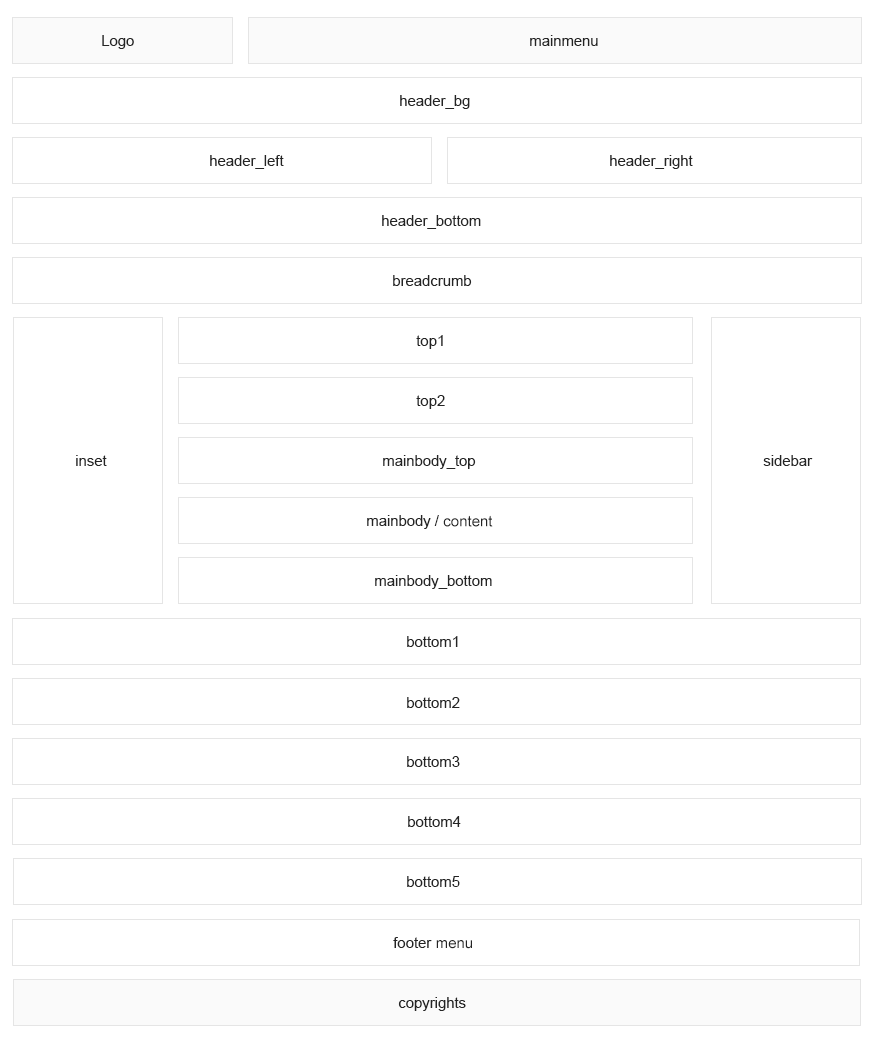 Logo
mainmenu
header_bg
header_left
header_right
header_bottom
breadcrumb
inset
top1
top2
mainbody_top
mainbody / content
mainbody_bottom
sidebar
bottom1
bottom2
bottom3
bottom4
bottom5
footer menu
copyrights